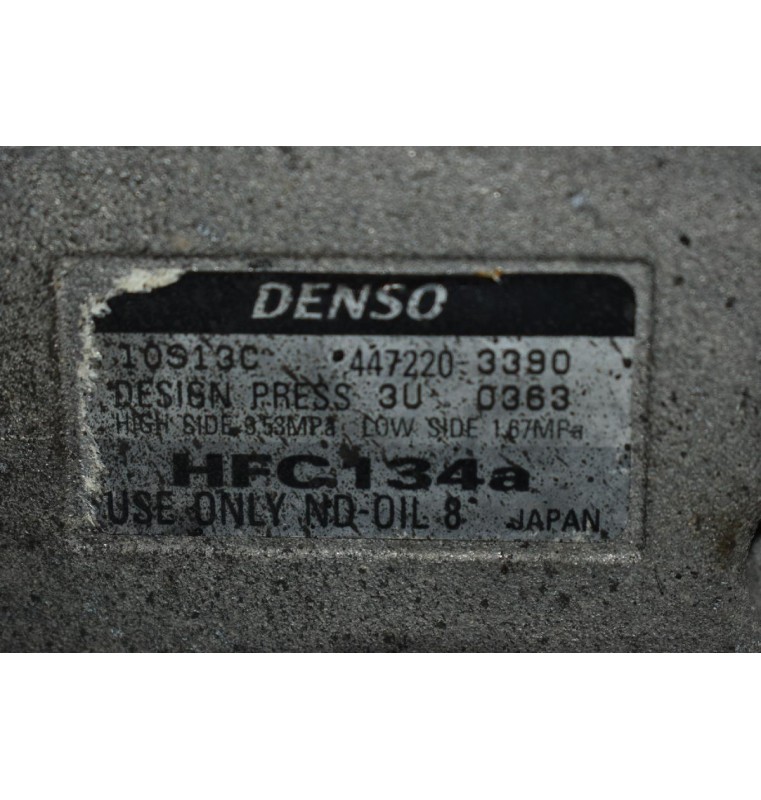 DENSO
10S13C 447220-3390
DESIGN PRESS 3U 0363
HIGH SIDE 3.53MPa LOW SIDE 1.67MPa
HFC134a
USE ONLY ND-OIL 8 JAPAN